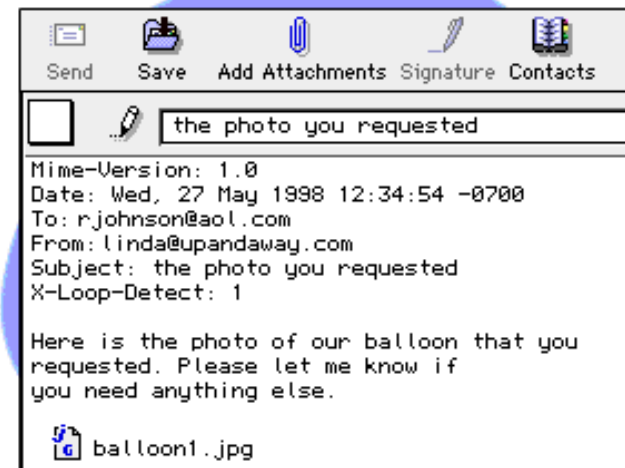 Send Save Add Attachments Signature Contacts
the photo you requested
Mime-Version: 1.0
Date: Wed, 27 May 1998 12:34:54 -0700
To: rjohnson@aol.com
From: linda@upandaway.com
Subject: the photo you requested
X-Loop-Detect: 1
Here is the photo of our balloon that you
requested. Please let me know if
you need anything else.
balloon1.jpg